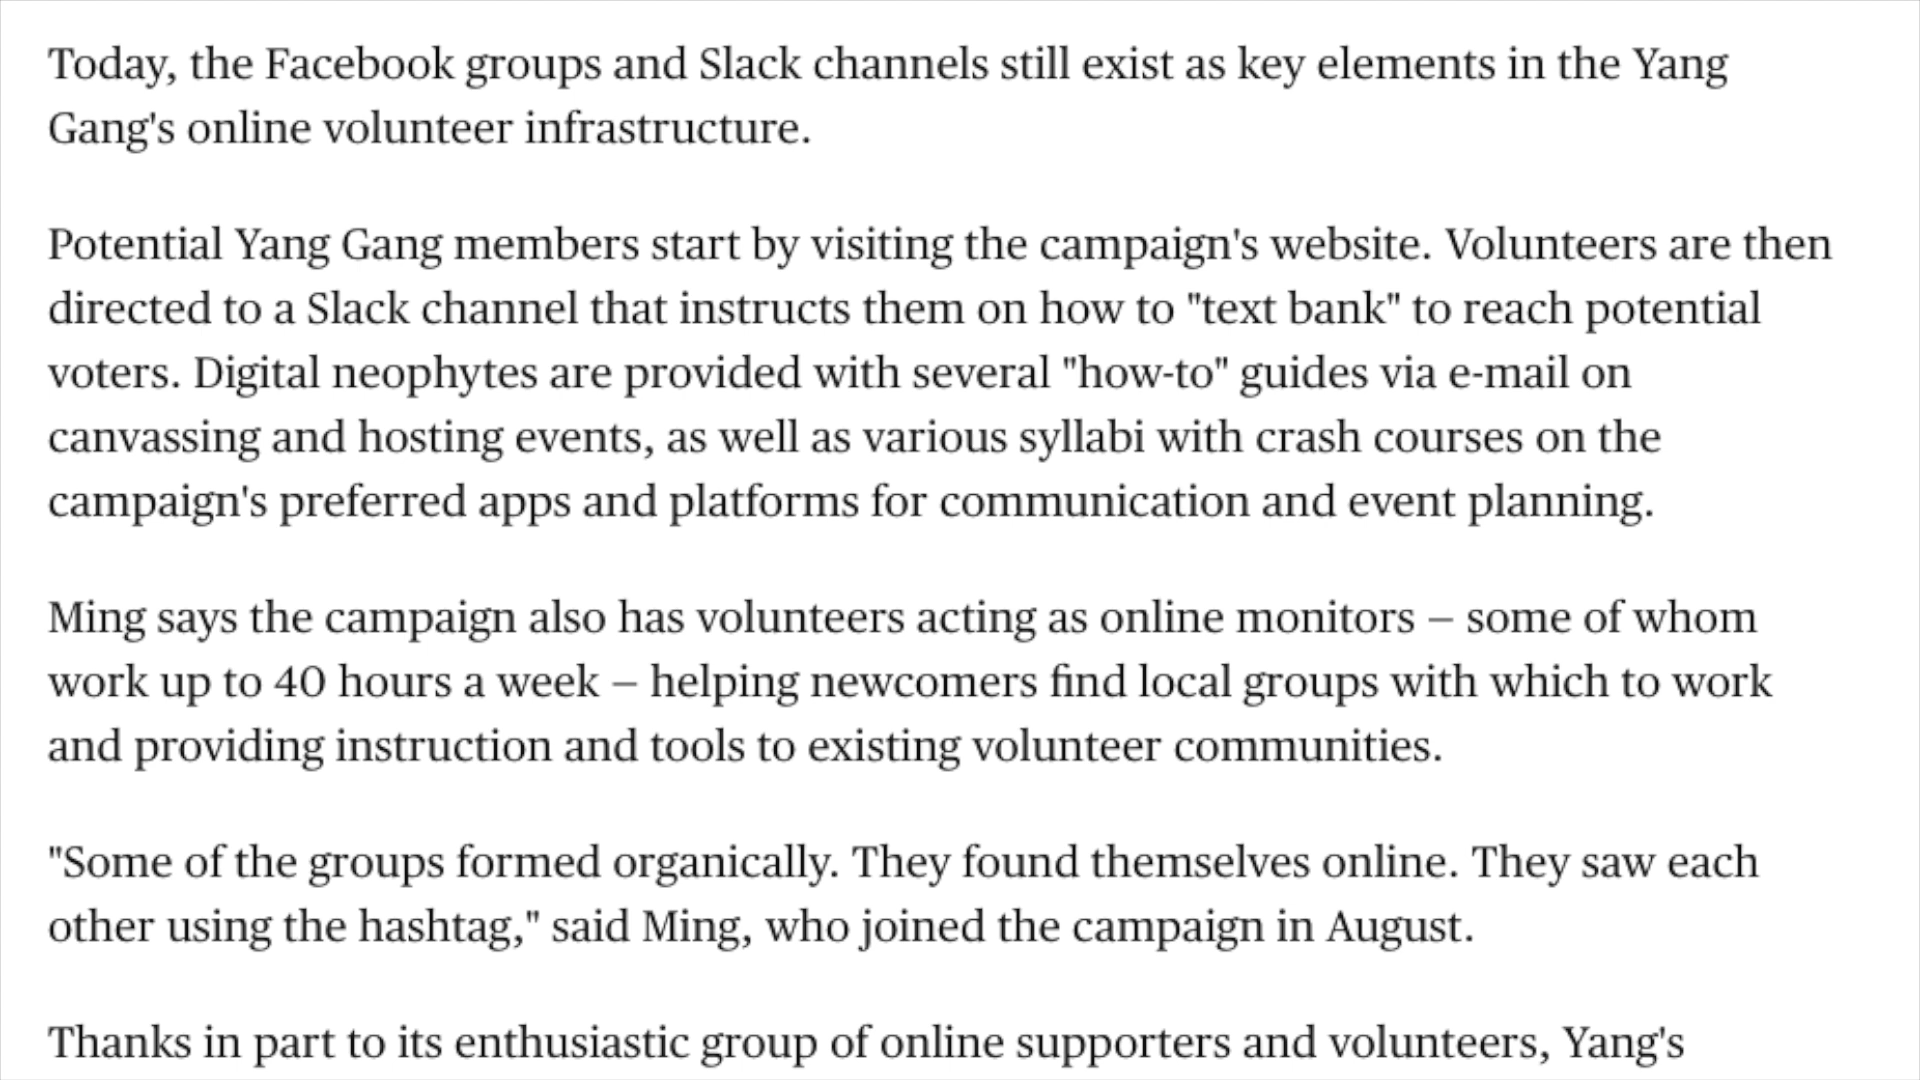 Today, the Facebook groups and Slack channels still exist as key elements in the Yang
Gang's online volunteer infrastructure.
Potential Yang Gang members start by visiting the campaign's website. Volunteers are then
directed to a Slack channel that instructs them on how to "text bank" to reach potential
voters. Digital neophytes are provided with several "how-to" guides via e-mail on
canvassing and hosting events, as well as various syllabi with crash courses on the
campaign's preferred apps and platforms for communication and event planning.
Ming says the campaign also has volunteers acting as online monitors – some of whom
work up to 40 hours a week – helping newcomers find local groups with which to work
and providing instruction and tools to existing volunteer communities.
"Some of the groups formed organically. They found themselves online. They saw each
other using the hashtag," said Ming, who joined the campaign in August.
Thanks in part to its enthusiastic group of online supporters and volunteers, Yang's